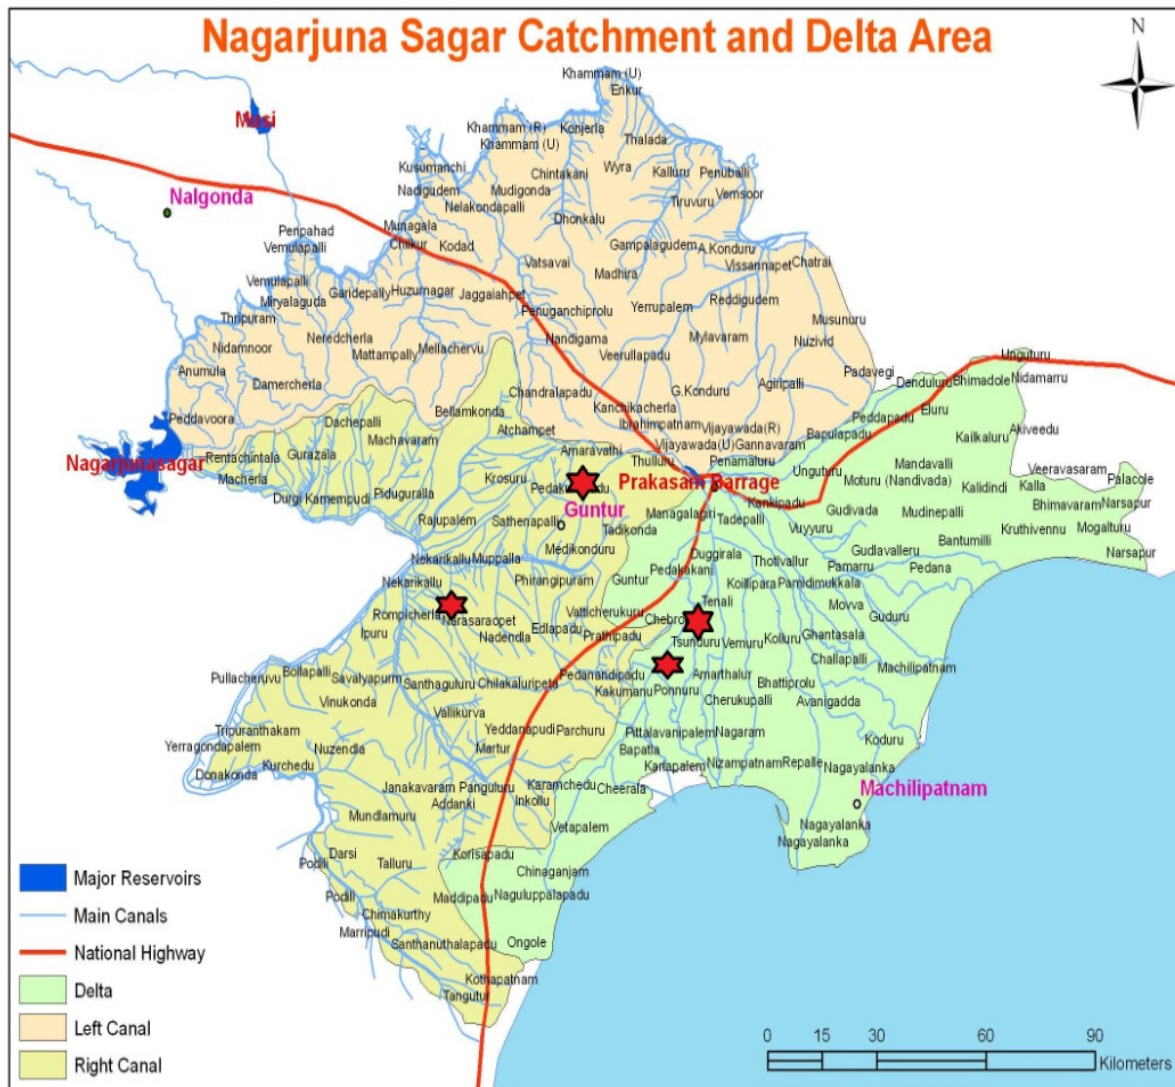 Nagarjuna Sagar Catchment and Delta Area
N
Khammam (U)
Enkur
Musi
Khammam (R)
Konjerla
Khammam (U)
Thalada
Kusumanchi
Chintakani
Wyra
Kalluru
Penuballi
Nadigudem
Mudigonda
Vemsoor
Nalgonda
Nelakondapalli
Tiruvuru
Dhonkalu
Penpahad
Munagala
Vemulapalli
Chilkur
Kodad
Gampalagudem
A.Konduru
Vatsavai
Vissannapet
Chatrai
Vemulapalli
Madhira
Miryalaguda
Garidepally
Huzurnagar
Jaggaiahpet
Reddigudem
Thripuram
Penuganchiprolu
Yerrupalem
Musunuru
Neredcherla
Nandigama
Mylavaram
Nidamnoor
Mattampally
Mellachervu
Veerullapadu
Nuzivid
Unguturu
Anumula
Padavegi
Damercherla
Chandralapadu
G.Konduru
Agiripalli
Denduluru
Bhimadole
Nidamarru
Peddavoora
Bellamkonda
Kanchikacherla
Dachepalli
Ibrahimpatnam
Vijayawada(R)
Peddapadu
Eluru
Atchampet
Machavaram
Vijayawada(U)
Gannavaram
Bapulapadu
Akiveedu
Amaravathi
Kailkaluru
Nagarjunasagar
Rentachintala
Gurazala
Thulluru
Penamaluru
Mandavalli
Veeravasaram
Macherla
Krosuru
Prakasam Barrage
Unguturu
Moturu (Nandivada)
Kalidindi
Kalla
Palacole
Durgi
Karnempudi
Piduguralla
Kankipadu
Bhimavaram
Narsapur
Guntur
Managalagiri
Gudivada
Mudinepalli
Rajupalem
Sathenapalli
Tadikonda
Tadepalli
Vuyyuru
Kruthivennu
Mogalturu
Medikonduru
Bantumilli
Nekarikallu
Muppalla
Duggirala
Thotlvallur
Gudlavalleru
Narsapur
Pedakakani
Pamarru
Pedana
Nekarikallu
Phirangipuram
Guntur
Koillipara
Pamidimukkala
Rompicherla
Vatticherukuru
Tenali
Movva
Narasaraopet
Guduru
Ipuru
Nadendla
Edlapadu
Prathipadu
Tsunduru
Vemuru
Kolluru
Ghantasala
Pullacheruvu
Bollapalli
Savalyapurm
Santhaguluru
Chilakaluripeta
Pedanandipadu
Amarthalur
Challapalli
Machilipatnam
Vinukonda
Kakumanu
Ponnuru
Bhattiprolu
Vallikurva
Cherukupalli
Avanigadda
Tripuranthakam
Yeddanapudi
Parchuru
Pittalavanipalem
Nagaram
Koduru
Yerragondapalem
Nuzendla
Martur
Bapatla
Donakonda
Kurchedu
Karlapalem
Nizampatnam
Repalle
Nagayalanka
Janakavaram
Panguluru
Karamchedu
Cheerala
Machilipatnam
Addanki
Inkollu
Mundlamuru
Vetapalem
Nagayalanka
Nagayalanka
Darsi
Talluru
Korisapadu
Podili
Chinaganjam
Podili
Maddipadu
Naguluppalapadu
Chimakurthy
Marripudi
Santhanuthalapadu
Ongole
Kothapatnam
Tangutur
Major Reservoirs
Main Canals
National Highway
Delta
Left Canal
Right Canal
0 15 30 60 90
Kilometers